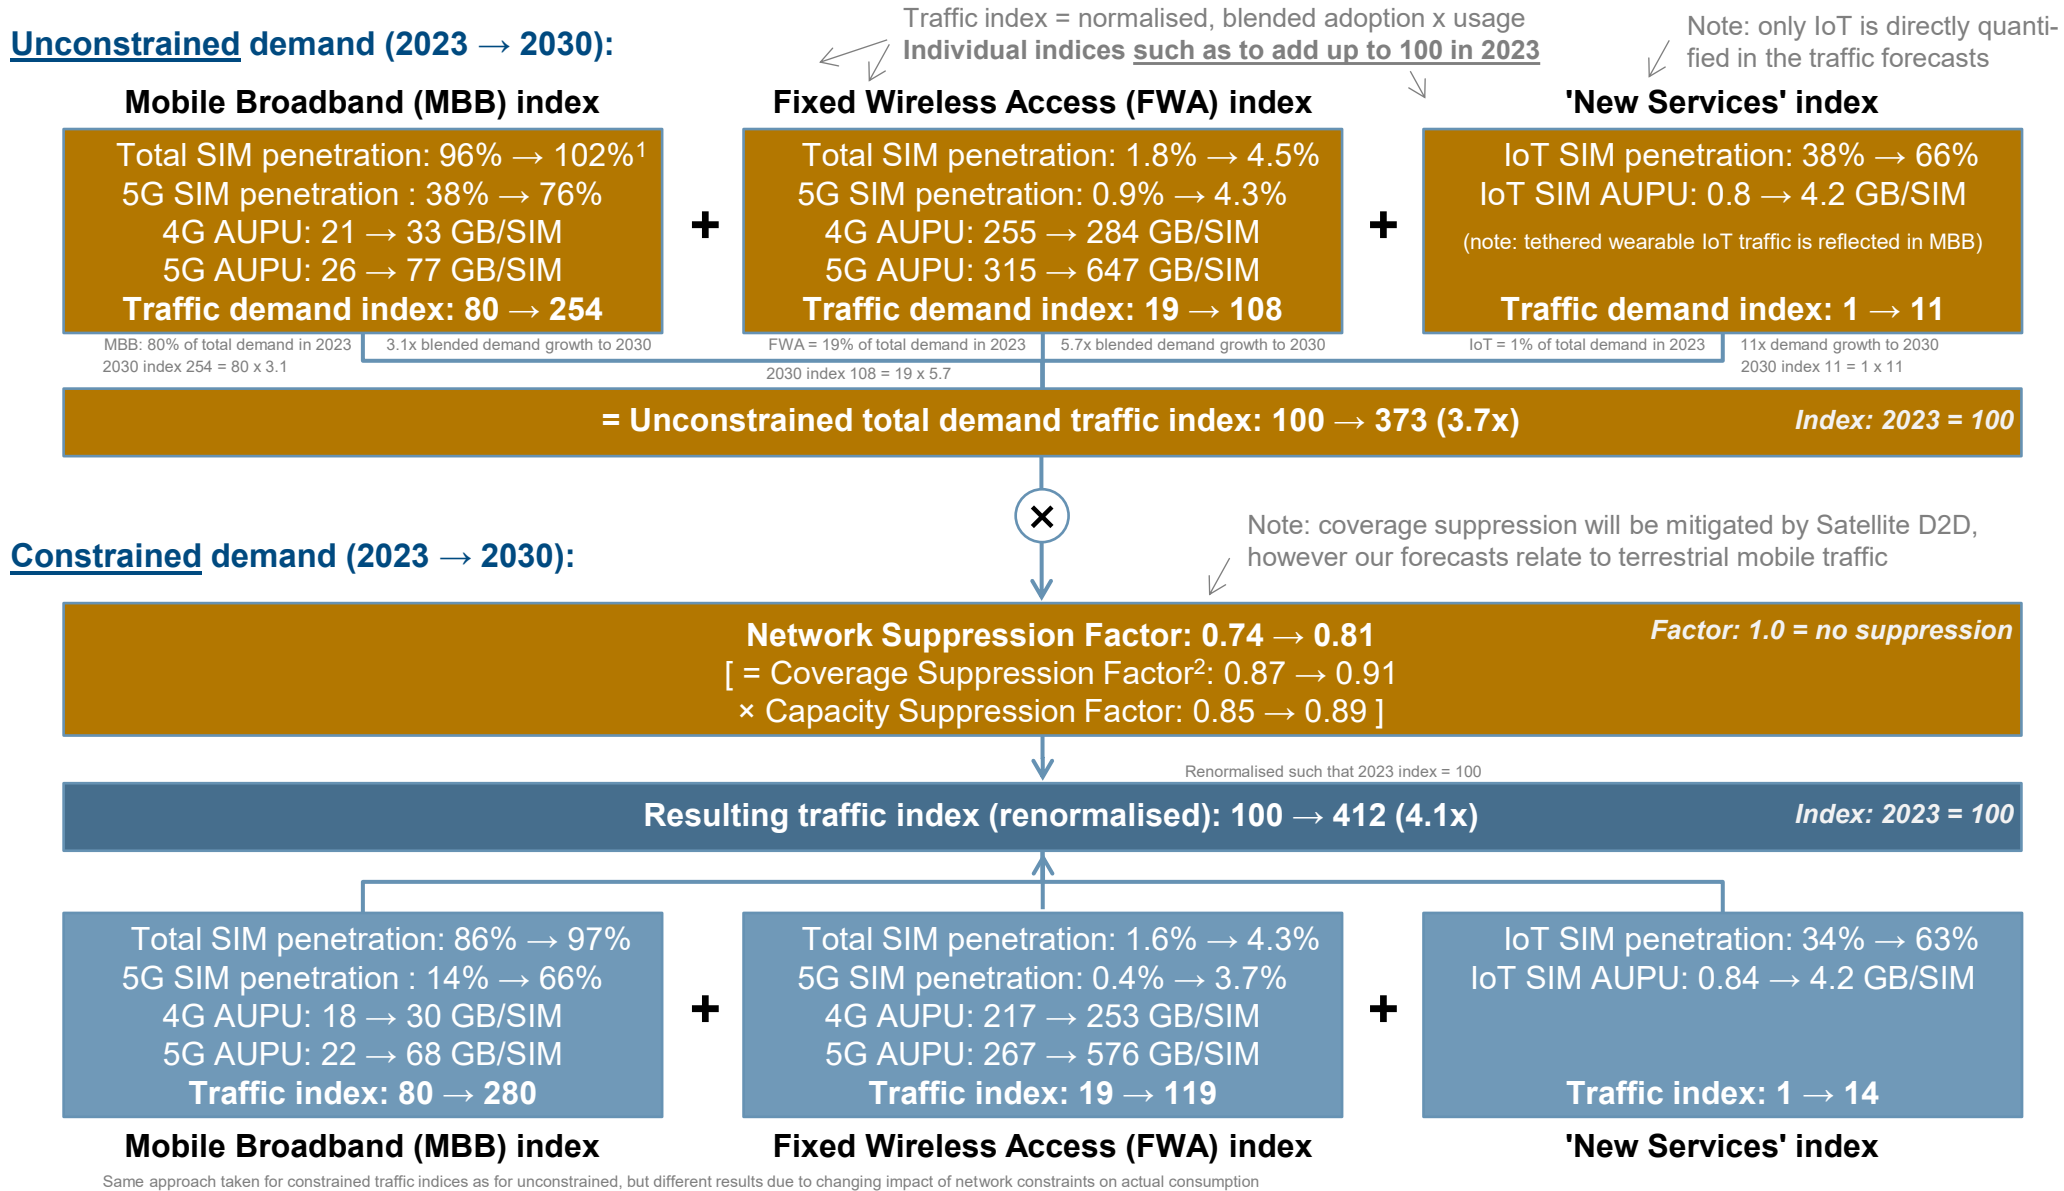 Unconstrained demand (2023 → 2030):
Traffic index = normalised, blended adoption x usage
Individual indices such as to add up to 100 in 2023
Note: only IoT is directly quanti-
fied in the traffic forecasts
Mobile Broadband (MBB) index
Total SIM penetration: 96% → 102%¹
5G SIM penetration : 38% → 76%
4G AUPU: 21 → 33 GB/SIM
5G AUPU: 26 → 77 GB/SIM
Traffic demand index: 80 → 254
MBB: 80% of total demand in 2023
2030 index 254 = 80 x 3.1
3.1x blended demand growth to 2030
+
Fixed Wireless Access (FWA) index
Total SIM penetration: 1.8% → 4.5%
5G SIM penetration: 0.9% → 4.3%
4G AUPU: 255 → 284 GB/SIM
5G AUPU: 315 → 647 GB/SIM
Traffic demand index: 19 → 108
FWA = 19% of total demand in 2023
2030 index 108 = 19 x 5.7
5.7x blended demand growth to 2030
+
'New Services' index
IoT SIM penetration: 38% → 66%
IoT SIM AUPU: 0.8 → 4.2 GB/SIM
(note: tethered wearable IoT traffic is reflected in MBB)
Traffic demand index: 1 → 11
IoT = 1% of total demand in 2023
11x demand growth to 2030
2030 index 11 = 1 x 11
= Unconstrained total demand traffic index: 100 → 373 (3.7x)
Index: 2023 = 100
×
Constrained demand (2023 → 2030):
Note: coverage suppression will be mitigated by Satellite D2D,
however our forecasts relate to terrestrial mobile traffic
Network Suppression Factor: 0.74 → 0.81
Factor: 1.0 = no suppression
[ = Coverage Suppression Factor²: 0.87 → 0.91
× Capacity Suppression Factor: 0.85 → 0.89 ]
Renormalised such that 2023 index = 100
Resulting traffic index (renormalised): 100 → 412 (4.1x)
Index: 2023 = 100
Total SIM penetration: 86% → 97%
5G SIM penetration : 14% → 66%
4G AUPU: 18 → 30 GB/SIM
5G AUPU: 22 → 68 GB/SIM
Traffic index: 80 → 280
Mobile Broadband (MBB) index
+
Total SIM penetration: 1.6% → 4.3%
5G SIM penetration: 0.4% → 3.7%
4G AUPU: 217 → 253 GB/SIM
5G AUPU: 267 → 576 GB/SIM
Traffic index: 19 → 119
Fixed Wireless Access (FWA) index
+
IoT SIM penetration: 34% → 63%
IoT SIM AUPU: 0.84 → 4.2 GB/SIM
Traffic index: 1 → 14
'New Services' index
Same approach taken for constrained traffic indices as for unconstrained, but different results due to changing impact of network constraints on actual consumption